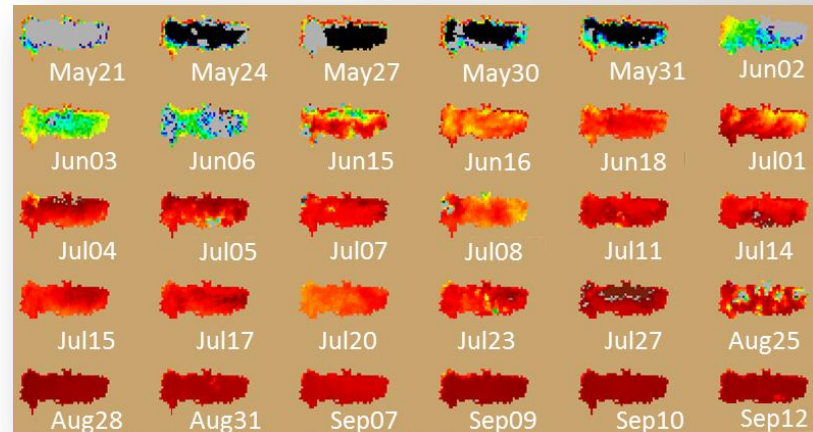 May21 May24 May27 May30 May31 Jun02
Jun03 Jun06 Jun15 Jun16 Jun18 Jul01
Jul04 Jul05 Jul07 Jul08 Jul11 Jul14
Jul15 Jul17 Jul20 Jul23 Jul27 Aug25
Aug28 Aug31 Sep07 Sep09 Sep10 Sep12